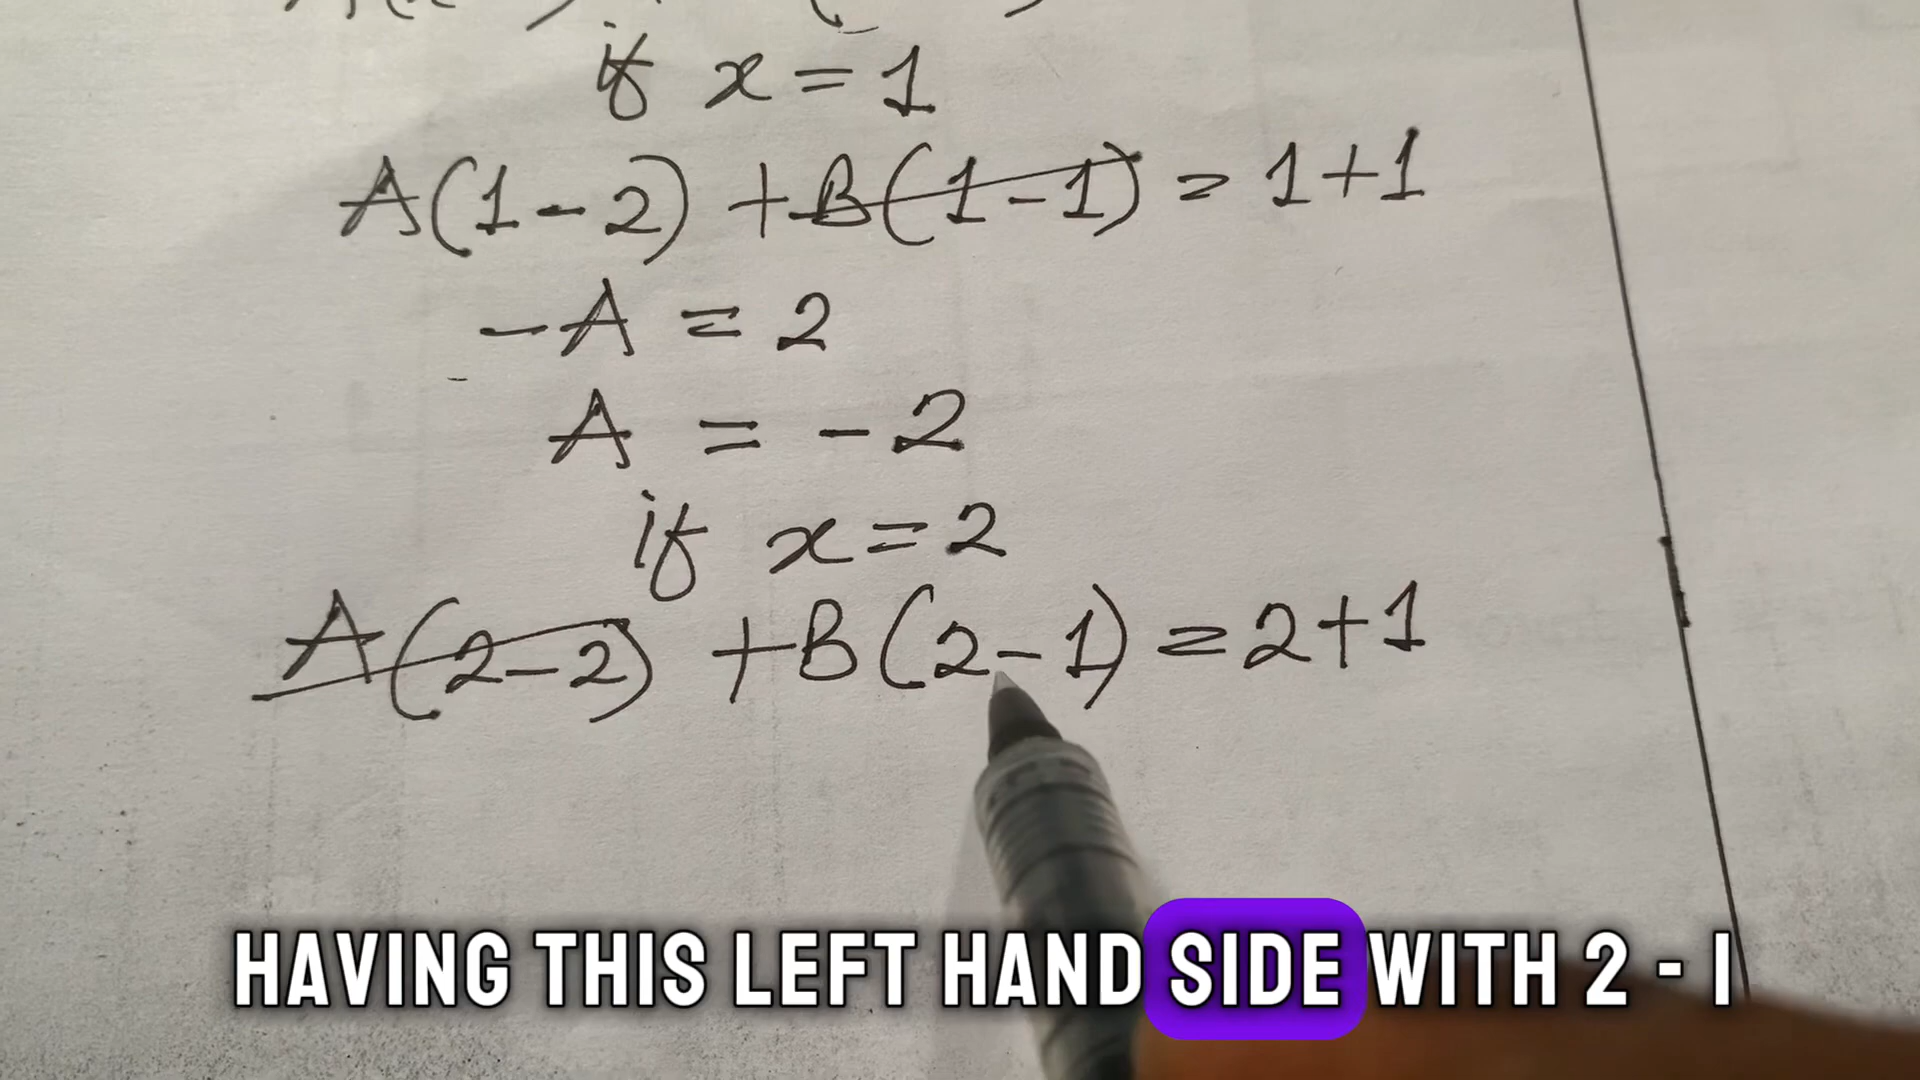 if x = 1
A(1-2) + B(1-1) = 1+1
-A = 2
A = -2
if x = 2
A(2-2) + B(2-1) = 2+1
HAVING THIS LEFT HAND SIDE WITH 2 - 1